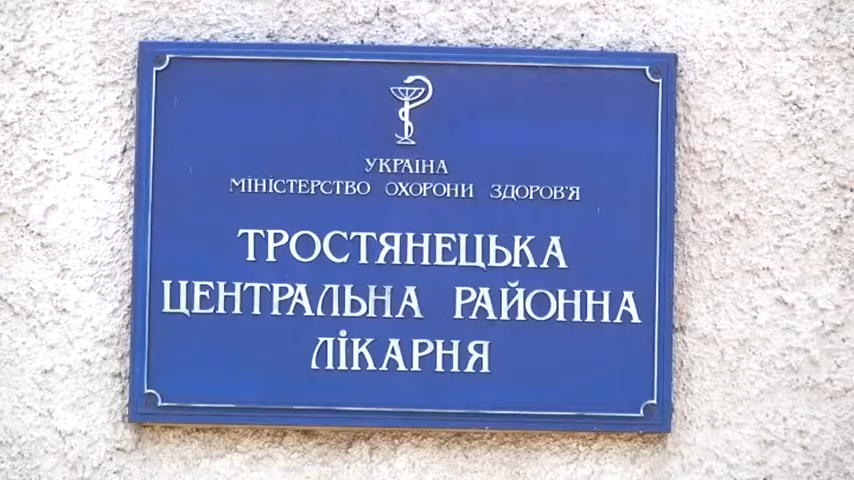 УКРАЇНА
МІНІСТЕРСТВО ОХОРОНИ ЗДОРОВ'Я
ТРОСТЯНЕЦЬКА
ЦЕНТРАЛЬНА РАЙОННА
ЛІКАРНЯ